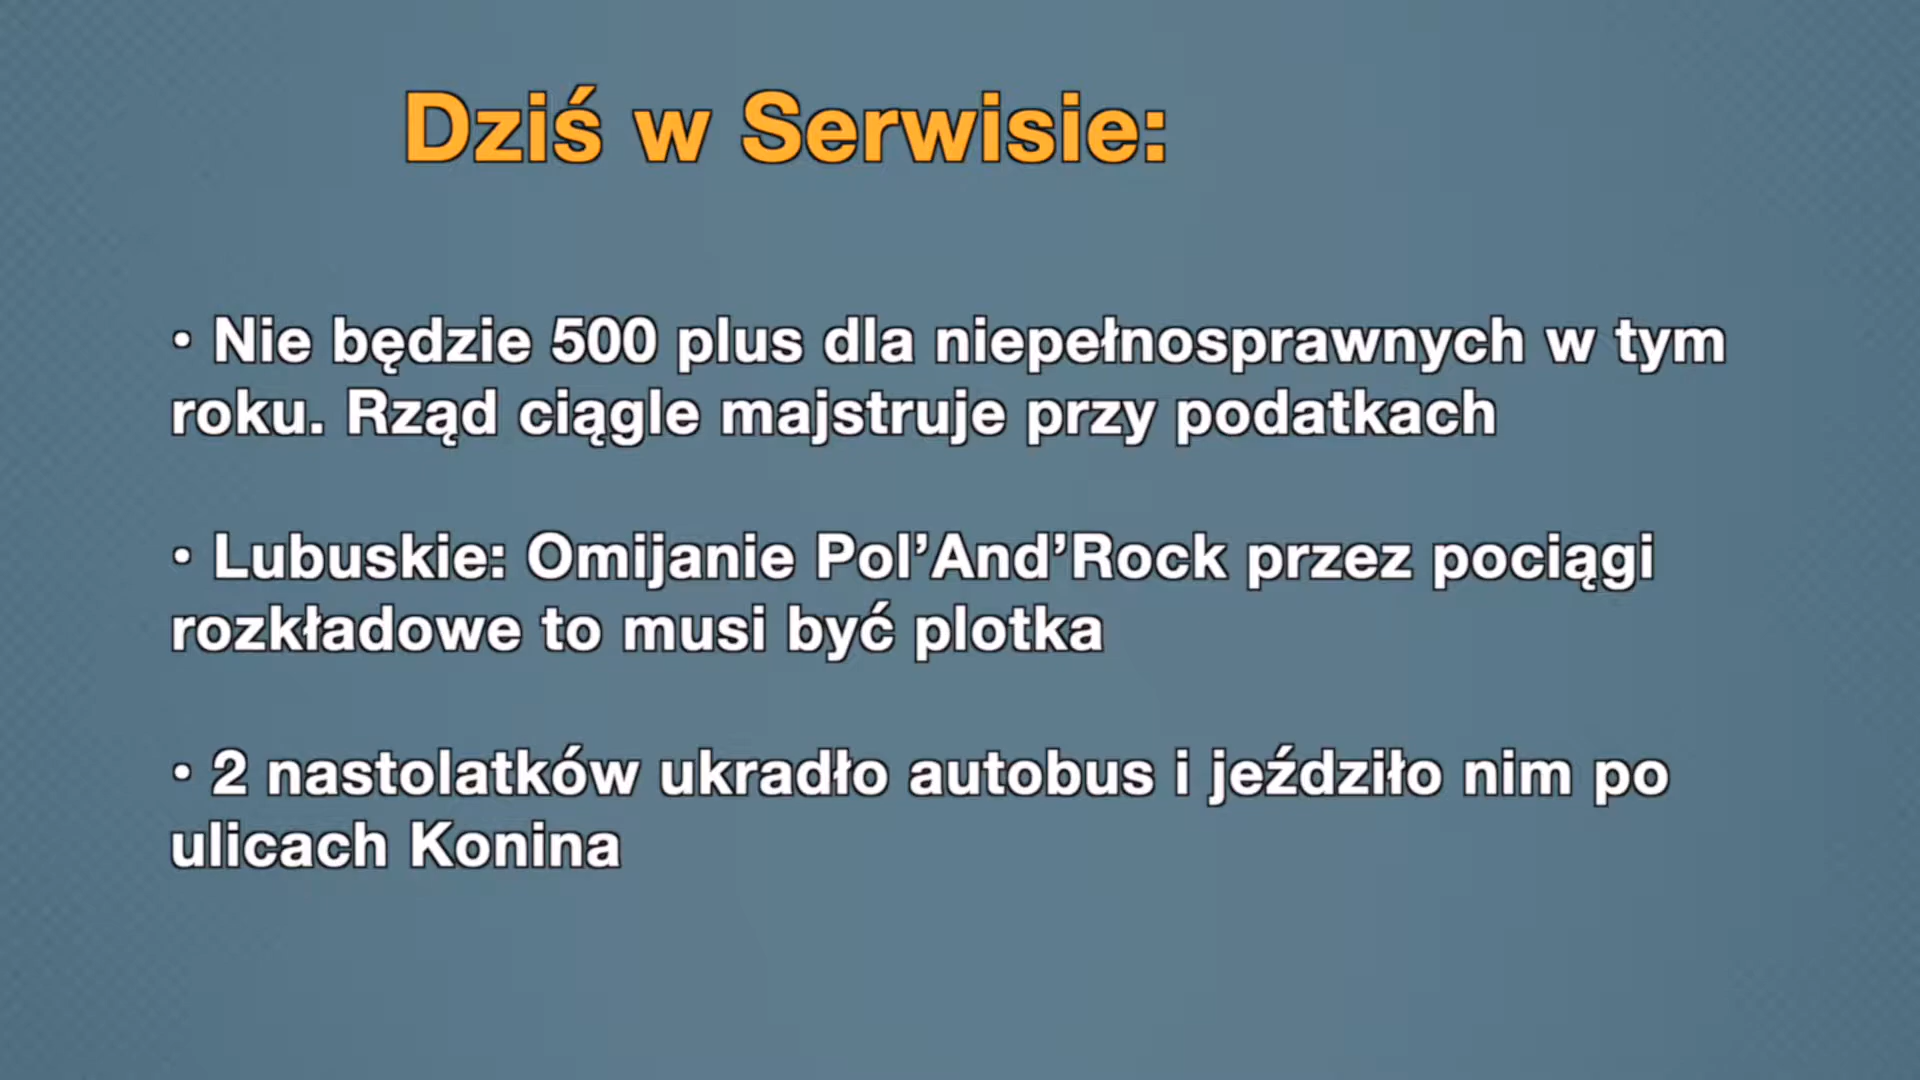 Dziś w Serwisie:
• Nie będzie 500 plus dla niepełnosprawnych w tym
roku. Rząd ciągle majstruje przy podatkach
• Lubuskie: Omijanie Pol’And’Rock przez pociągi
rozkładowe to musi być plotka
• 2 nastolatków ukradło autobus i jeździło nim po
ulicach Konina